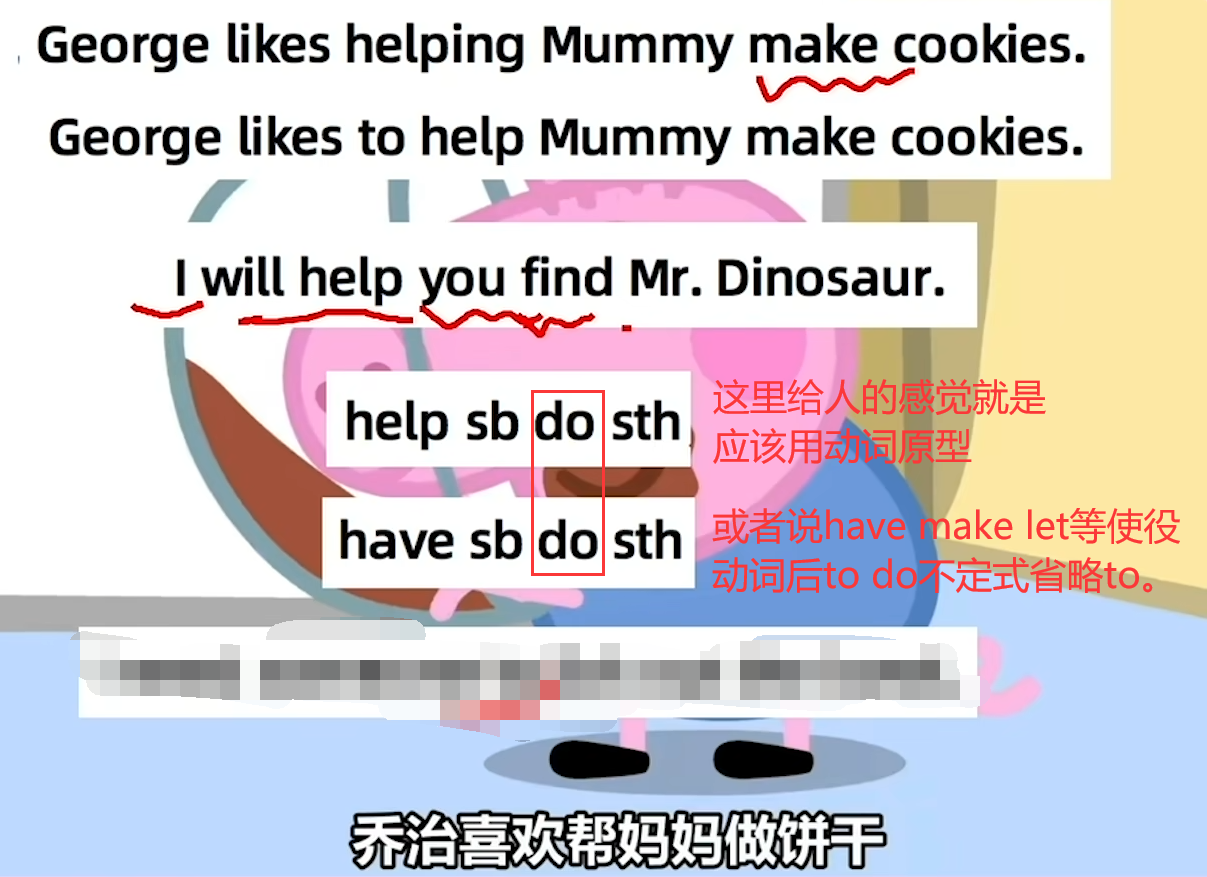 George likes helping Mummy make cookies.
George likes to help Mummy make cookies.
I will help you find Mr. Dinosaur.
help sb do sth
这里给人的感觉就是
应该用动词原型
have sb do sth
或者说have make let等使役
动词后to do不定式省略to。
乔治喜欢帮妈妈做饼干